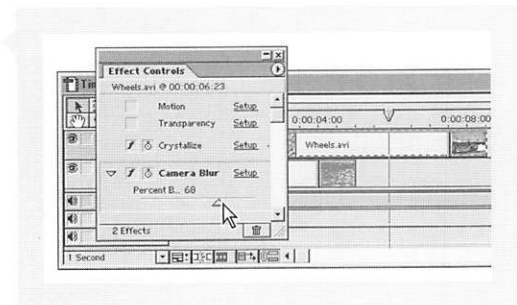 Effect Controls
Wheels.avi @ 00:00:06:23
Motion Setup
Transparency Setup
Crystallize Setup
Camera Blur Setup
Percent B... 60
2 Effects
Tim
0:00:04:00 0:00:08:00
Wheels.avi
1 Second